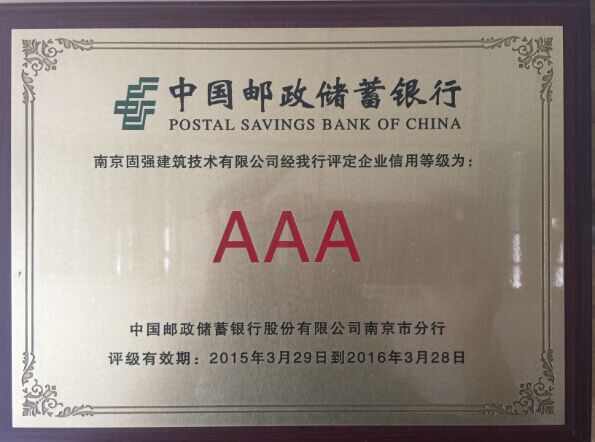 中国邮政储蓄银行
POSTAL SAVINGS BANK OF CHINA
南京固强建筑技术有限公司经我行评定企业信用等级为：
AAA
中国邮政储蓄银行股份有限公司南京市分行
评级有效期：2015年3月29日到2016年3月28日